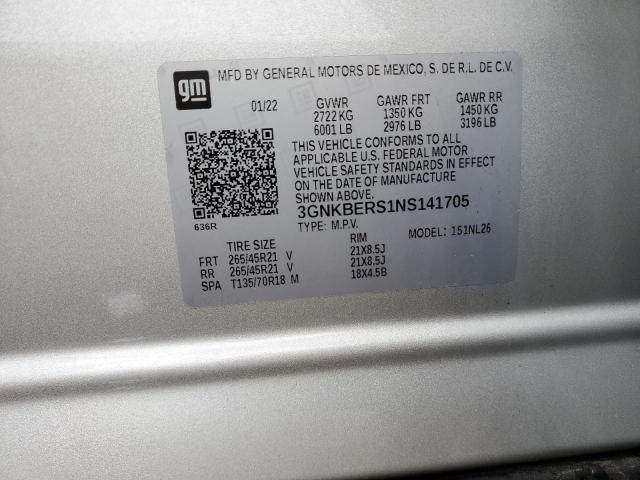 gm MFD BY GENERAL MOTORS DE MEXICO, S. DE R.L. DE C.V.
01/22 GVWR GAWR FRT GAWR RR
2722 KG 1350 KG 1450 KG
6001 LB 2976 LB 3196 LB
THIS VEHICLE CONFORMS TO ALL
APPLICABLE U.S. FEDERAL MOTOR
VEHICLE SAFETY STANDARDS IN EFFECT
ON THE DATE OF MANUFACTURE
SHOWN ABOVE.
636R 3GNKBERS1NS141705
TYPE: M.P.V. MODEL: 151NL26
TIRE SIZE RIM
FRT 265/45R21 V 21X8.5J
RR 265/45R21 V 21X8.5J
SPA T135/70R18 M 18X4.5B